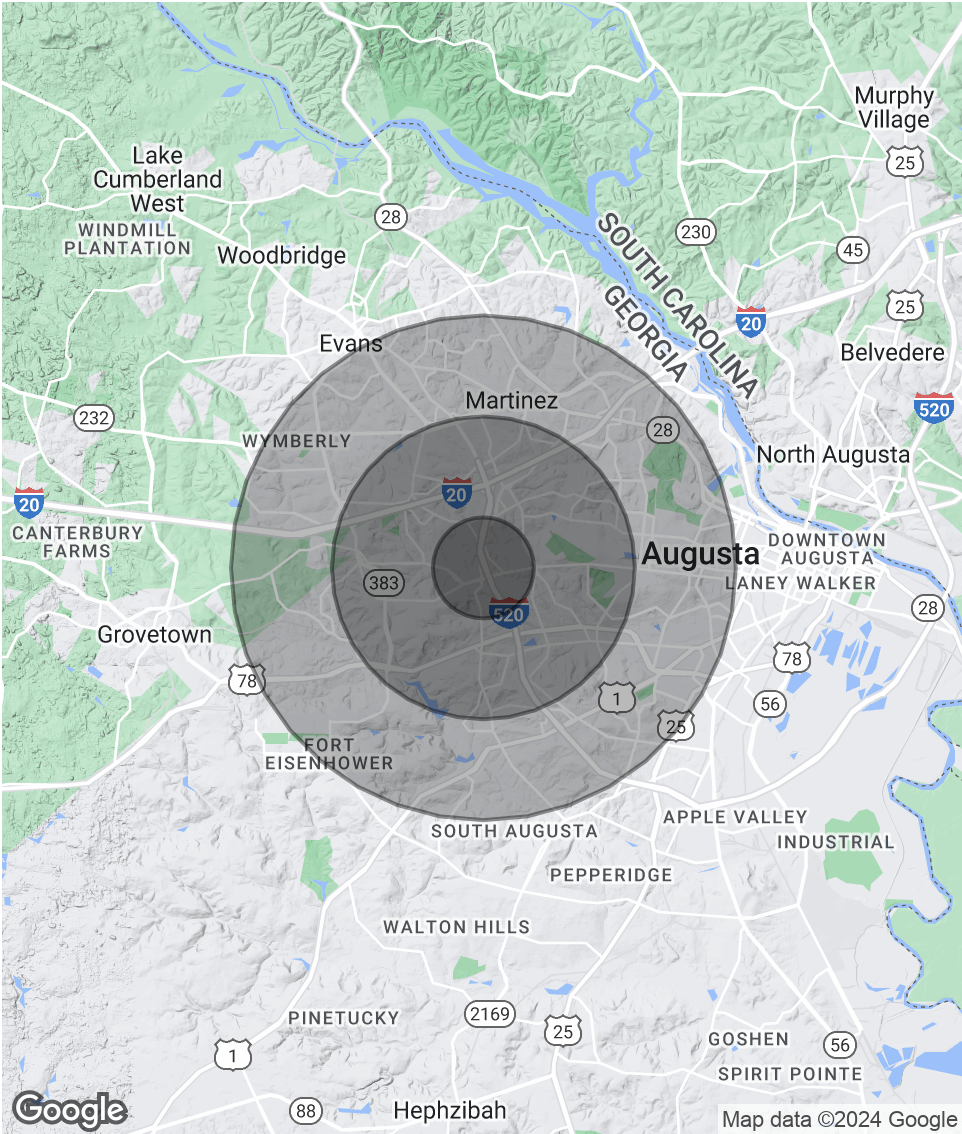 Murphy
Village
25
Lake
Cumberland
West
28
WINDMILL
PLANTATION
230
SOUTH CAROLINA
45
Woodbridge
GEORGIA
25
20
Evans
Belvedere
Martinez
520
232
28
WYMBERLY
North Augusta
20
20
CANTERBURY
FARMS
DOWNTOWN
AUGUSTA
Augusta
383
LANEY WALKER
520
28
Grovetown
78
78
1
56
25
FORT
EISENHOWER
APPLE VALLEY
SOUTH AUGUSTA
INDUSTRIAL
PEPPERIDGE
WALTON HILLS
2169
PINETUCKY
25
GOSHEN
56
1
SPIRIT POINTE
88
Hephzibah
Google
Map data ©2024 Google